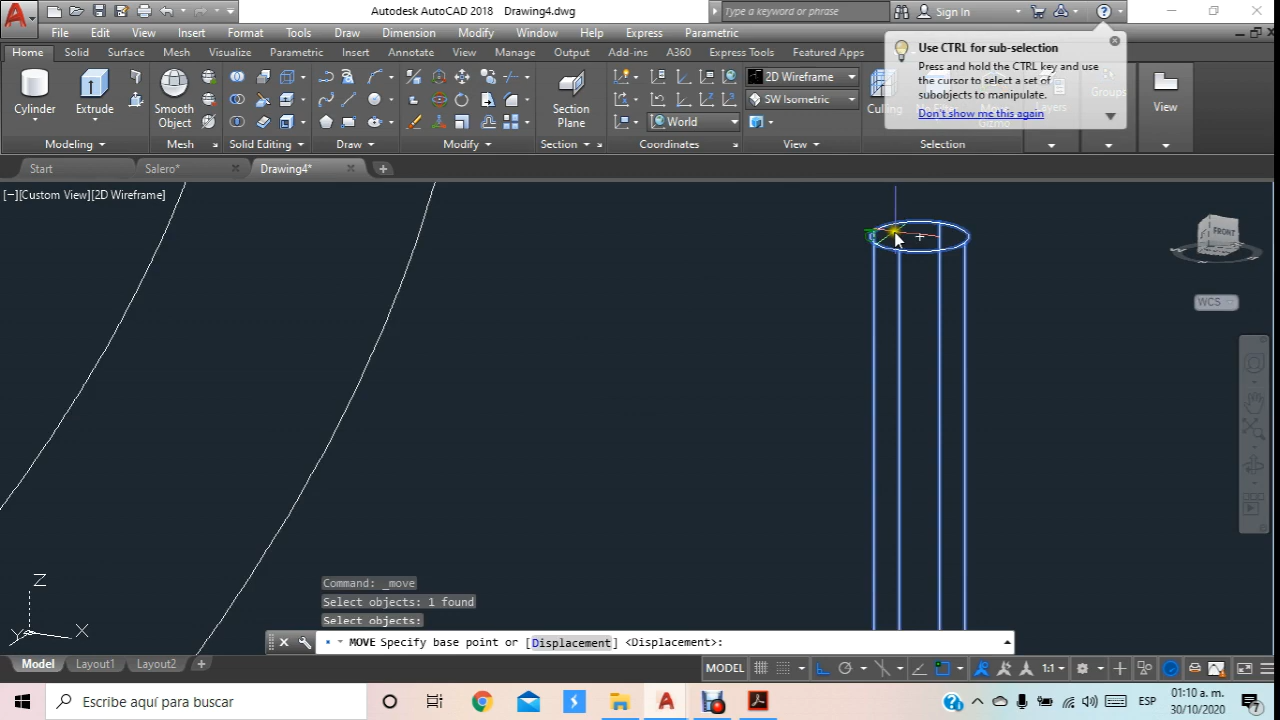 Autodesk AutoCAD 2018   Drawing4.dwg
Type a keyword or phrase
Sign In
File Edit View Insert Format Tools Draw Dimension Modify Window Help Express Parametric
Home Solid Surface Mesh Visualize Parametric Insert Annotate View Manage Output Add-ins A360 Express Tools Featured Apps
Use CTRL for sub-selection
Press and hold the CTRL key and use
the cursor to select a set of
subobjects to manipulate.
Don't show me this again
2D Wireframe
SW Isometric
World
Cylinder
Extrude
Smooth
Object
Section
Plane
Culling
Layers
Groups
View
Modeling
Mesh
Solid Editing
Draw
Modify
Section
Coordinates
View
Selection
Start
Salero*
Drawing4*
[−][Custom View][2D Wireframe]
FRONT
WCS
Z
X
Y
Command: _move
Select objects: 1 found
Select objects:
MOVE Specify base point or [Displacement] <Displacement>:
Model Layout1 Layout2 +
MODEL
1:1
Escribe aquí para buscar
ESP
01:10 a. m.
30/10/2020
7